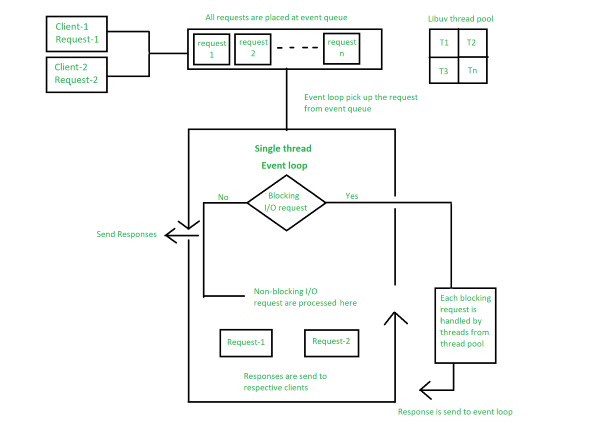 Client-1
Request-1
Client-2
Request-2
All requests are placed at event queue
request
1
request
2
request
n
Libuv thread pool
T1
T2
T3
Tn
Event loop pick up the request
from event queue
Single thread
Event loop
Blocking
I/O request
No
Yes
Send Responses
Non-blocking I/O
request are processed here
Request-1
Request-2
Each blocking
request is
handled by
threads from
thread pool
Responses are send to
respective clients
Response is send to event loop